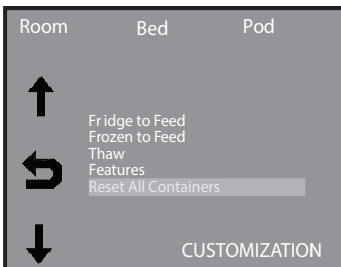 Room Bed Pod
Fridge to Feed
Frozen to Feed
Thaw
Features
Reset All Containers
CUSTOMIZATION